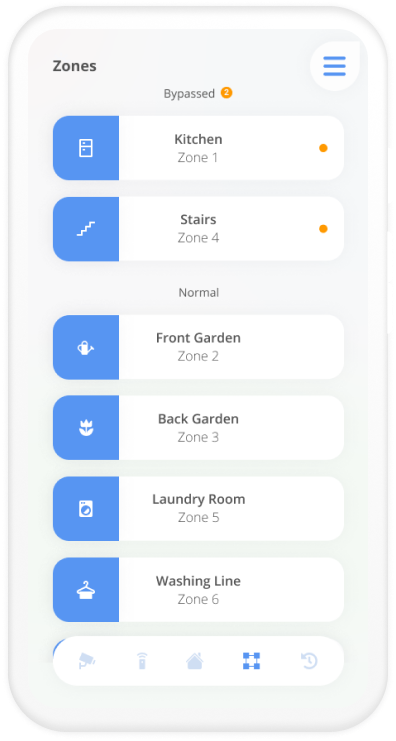 Zones
Bypassed 2
Kitchen
Zone 1
Stairs
Zone 4
Normal
Front Garden
Zone 2
Back Garden
Zone 3
Laundry Room
Zone 5
Washing Line
Zone 6